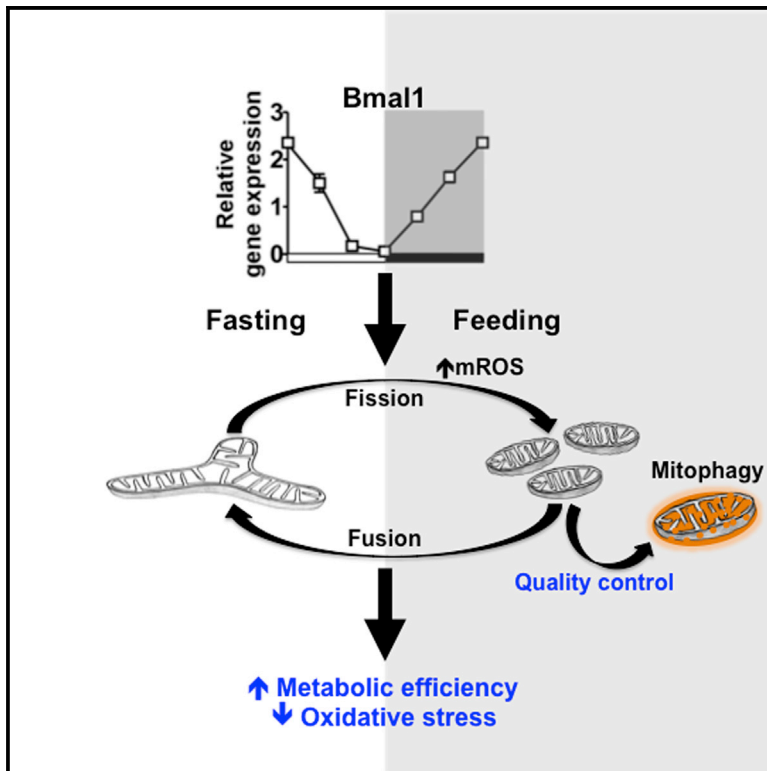 Bmal1
Relative
gene expression
3
2
1
0
Fasting
Feeding
↑mROS
Fission
Mitophagy
Fusion
Quality control
↑ Metabolic efficiency
↓ Oxidative stress